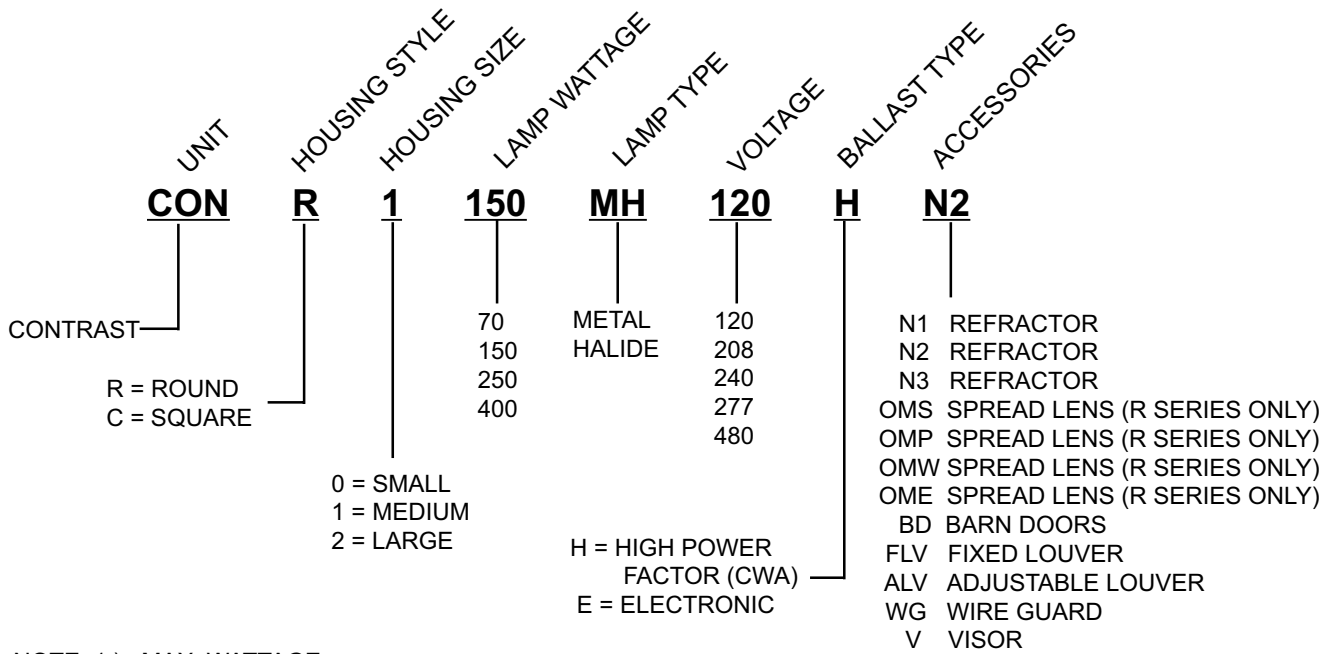 UNIT
HOUSING STYLE
HOUSING SIZE
LAMP WATTAGE
LAMP TYPE
VOLTAGE
BALLAST TYPE
ACCESSORIES
CON R 1 150 MH 120 H N2
CONTRAST
R = ROUND
C = SQUARE
0 = SMALL
1 = MEDIUM
2 = LARGE
70
150
250
400
METAL
HALIDE
120
208
240
277
480
H = HIGH POWER
FACTOR (CWA)
E = ELECTRONIC
N1 REFRACTOR
N2 REFRACTOR
N3 REFRACTOR
OMS SPREAD LENS (R SERIES ONLY)
OMP SPREAD LENS (R SERIES ONLY)
OMW SPREAD LENS (R SERIES ONLY)
OME SPREAD LENS (R SERIES ONLY)
BD BARN DOORS
FLV FIXED LOUVER
ALV ADJUSTABLE LOUVER
WG WIRE GUARD
V VISOR